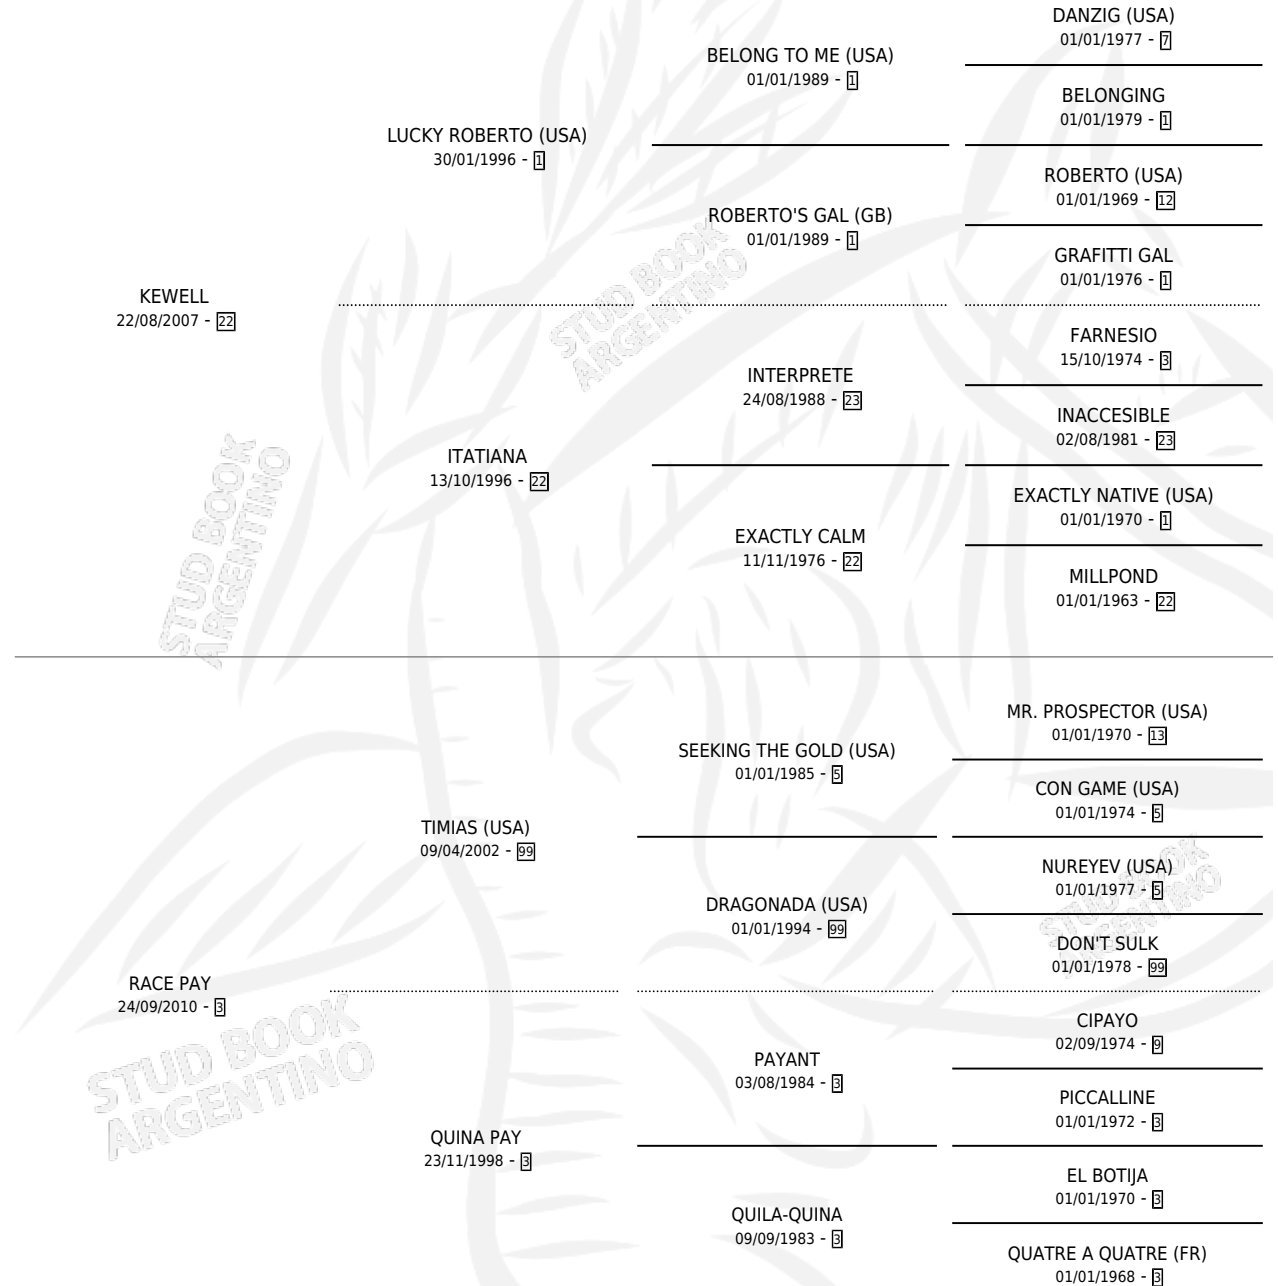 DANZIG (USA)
01/01/1977 - 7
BELONG TO ME (USA)
01/01/1989 - 1
BELONGING
01/01/1979 - 1
LUCKY ROBERTO (USA)
30/01/1996 - 1
ROBERTO (USA)
01/01/1969 - 12
ROBERTO'S GAL (GB)
01/01/1989 - 1
GRAFITTI GAL
01/01/1976 - 1
KEWELL
22/08/2007 - 22
FARNESIO
15/10/1974 - 3
INTERPRETE
24/08/1988 - 23
INACCESIBLE
02/08/1981 - 23
ITATIANA
13/10/1996 - 22
EXACTLY NATIVE (USA)
01/01/1970 - 1
EXACTLY CALM
11/11/1976 - 22
MILLPOND
01/01/1963 - 22
MR. PROSPECTOR (USA)
01/01/1970 - 13
SEEKING THE GOLD (USA)
01/01/1985 - 5
CON GAME (USA)
01/01/1974 - 5
TIMIAS (USA)
09/04/2002 - 99
NUREYEV (USA)
01/01/1977 - 5
DRAGONADA (USA)
01/01/1994 - 99
DON'T SULK
01/01/1978 - 99
RACE PAY
24/09/2010 - 3
CIPAYO
02/09/1974 - 9
PAYANT
03/08/1984 - 3
PICCALLINE
01/01/1972 - 3
QUINA PAY
23/11/1998 - 3
EL BOTIJA
01/01/1970 - 3
QUILA-QUINA
09/09/1983 - 3
QUATRE A QUATRE (FR)
01/01/1968 - 3
STUD BOOK
ARGENTINO
STUD BOOK
ARGENTINO
STUD BOOK
ARGENTINO
STUD BOOK
ARGENTINO